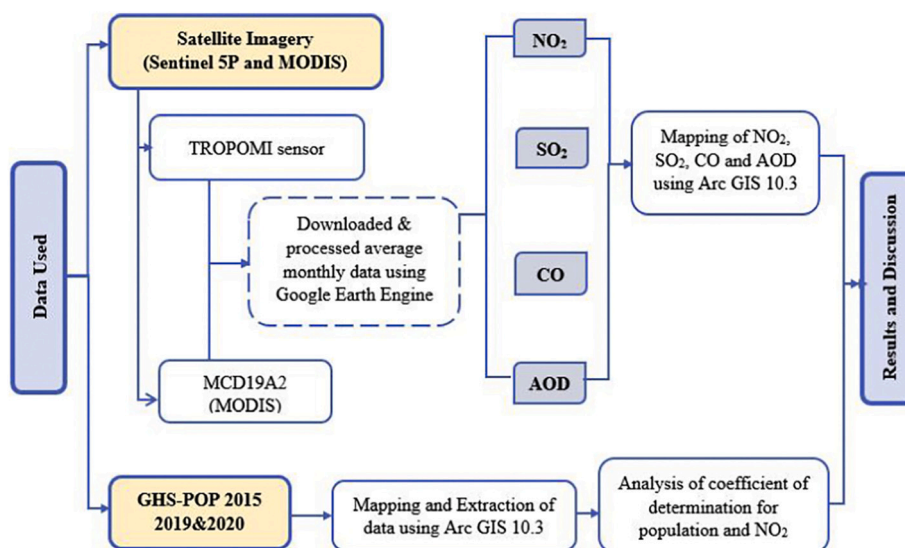 Data Used
Satellite Imagery
(Sentinel 5P and MODIS)
TROPOMI sensor
MCD19A2
(MODIS)
Downloaded &
processed average
monthly data using
Google Earth Engine
NO₂
SO₂
CO
AOD
Mapping of NO₂,
SO₂, CO and AOD
using Arc GIS 10.3
GHS-POP 2015
2019&2020
Mapping and Extraction of
data using Arc GIS 10.3
Analysis of coefficient of
determination for
population and NO₂
Results and Discussion